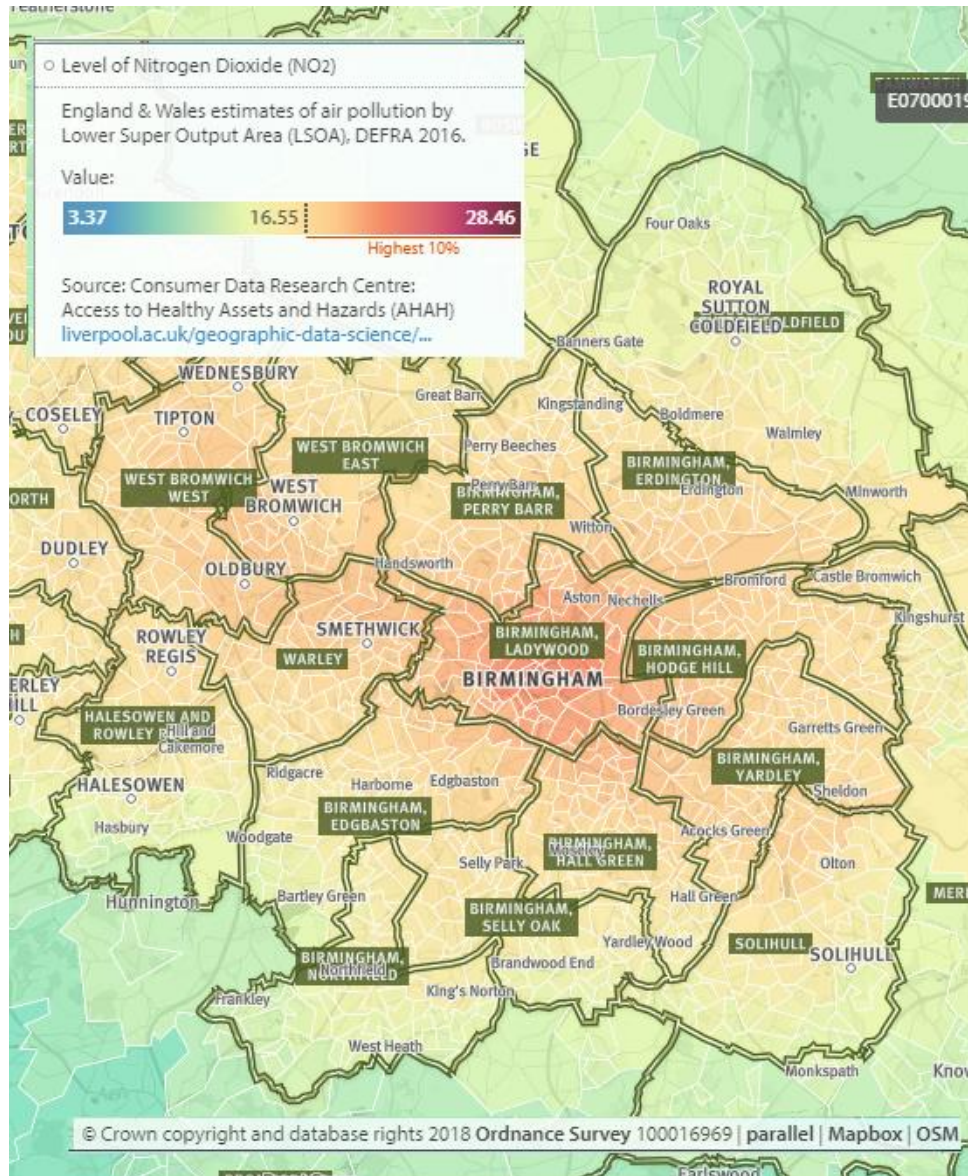 Featherstone
Level of Nitrogen Dioxide (NO2)
England & Wales estimates of air pollution by
Lower Super Output Area (LSOA), DEFRA 2016.
Value:
3.37 16.55 28.46
Highest 10%
Source: Consumer Data Research Centre:
Access to Healthy Assets and Hazards (AHAH)
liverpool.ac.uk/geographic-data-science/...
E0700019
Four Oaks
ROYAL
SUTTON
COLDFIELD
Banners Gate
WEDNESBURY
Great Barr
Kingstanding
COSELEY
TIPTON
Boldmere
Walmley
WEST BROMWICH
EAST
Perry Beeches
WEST BROMWICH
WEST
BIRMINGHAM,
ERDINGTON
Erdington
WEST
BROMWICH
Perry Barr
BIRMINGHAM,
PERRY BARR
Minworth
Witton
DUDLEY
OLDBURY
Handsworth
Bromford
Castle Bromwich
Aston
Nechells
Kingshurst
ROWLEY
REGIS
SMETHWICK
WARLEY
BIRMINGHAM,
LADYWOOD
BIRMINGHAM,
HODGE HILL
BIRMINGHAM
Bordesley Green
HALESOWEN AND
ROWLEY
Hill and
Cakemore
Garretts Green
BIRMINGHAM,
YARDLEY
Ridgacre
Harborne
Edgbaston
HALESOWEN
Sheldon
BIRMINGHAM,
EDGBASTON
Hasbury
Woodgate
Acocks Green
BIRMINGHAM,
HALL GREEN
Moseley
Selly Park
Olton
Hunnington
Bartley Green
Hall Green
BIRMINGHAM,
SELLY OAK
Yardley Wood
SOLIHULL
SOLIHULL
BIRMINGHAM,
NORTHFIELD
Northfield
Brandwood End
Frankley
King's Norton
West Heath
Monkspath
© Crown copyright and database rights 2018 Ordnance Survey 100016969 | parallel | Mapbox | OSM
Earlswood